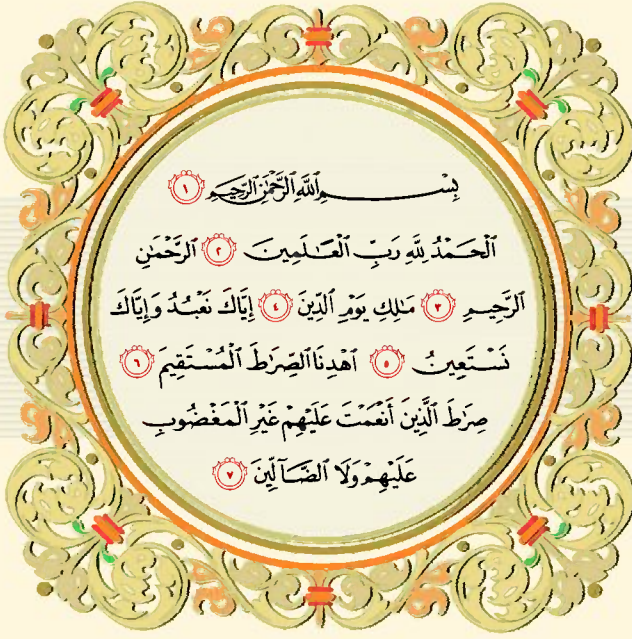 بِسْمِ ٱللَّهِ ٱلرَّحْمَٰنِ ٱلرَّحِيمِ ١
ٱلْحَمْدُ لِلَّهِ رَبِّ ٱلْعَٰلَمِينَ ٢ ٱلرَّحْمَٰنِ
ٱلرَّحِيمِ ٣ مَٰلِكِ يَوْمِ ٱلدِّينِ ٤ إِيَّاكَ نَعْبُدُ وَإِيَّاكَ
نَسْتَعِينُ ٥ ٱهْدِنَا ٱلصِّرَٰطَ ٱلْمُسْتَقِيمَ ٦
صِرَٰطَ ٱلَّذِينَ أَنْعَمْتَ عَلَيْهِمْ غَيْرِ ٱلْمَغْضُوبِ
عَلَيْهِمْ وَلَا ٱلضَّآلِّينَ ٧